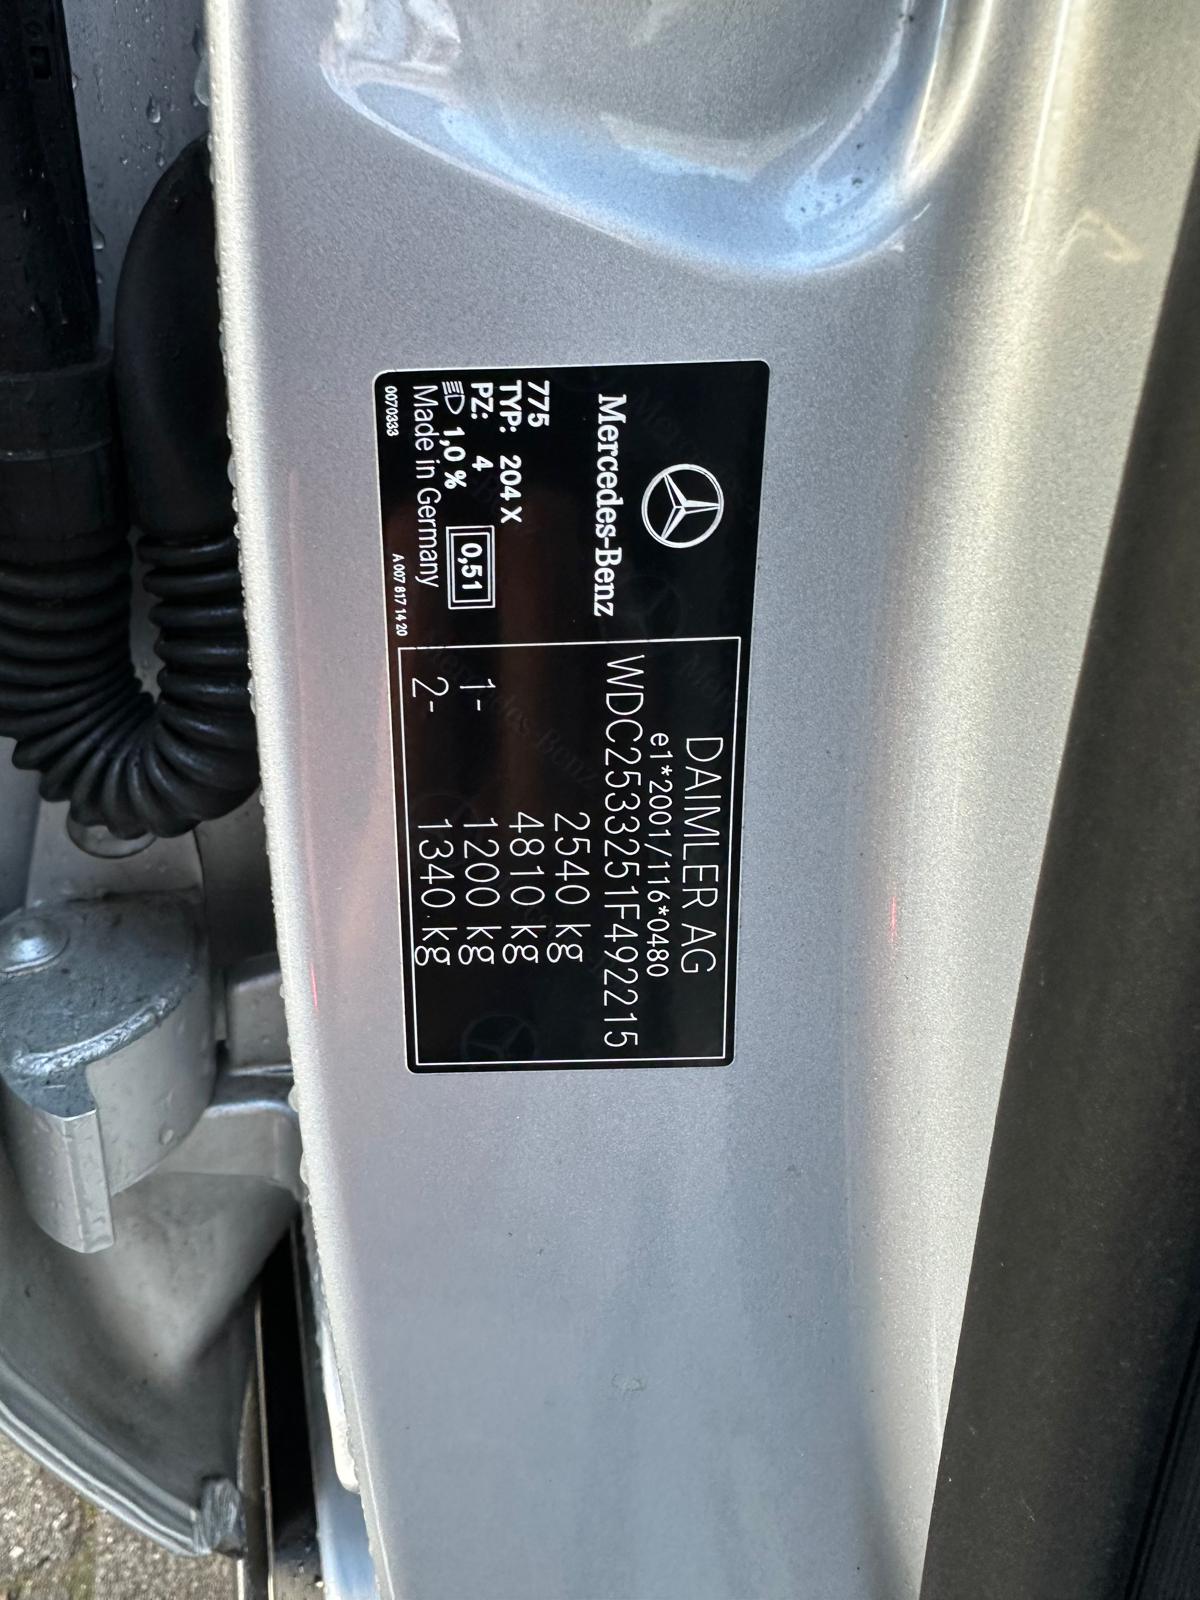 Mercedes-Benz
775
TYP: 204 X
PZ: 4
1,0 %
0,51
Made in Germany
0070333
A 007 817 14 20
DAIMLER AG
e1*2001/116*0480
WDC2533251F492215
2540 kg
4810 kg
1- 1200 kg
2- 1340 kg